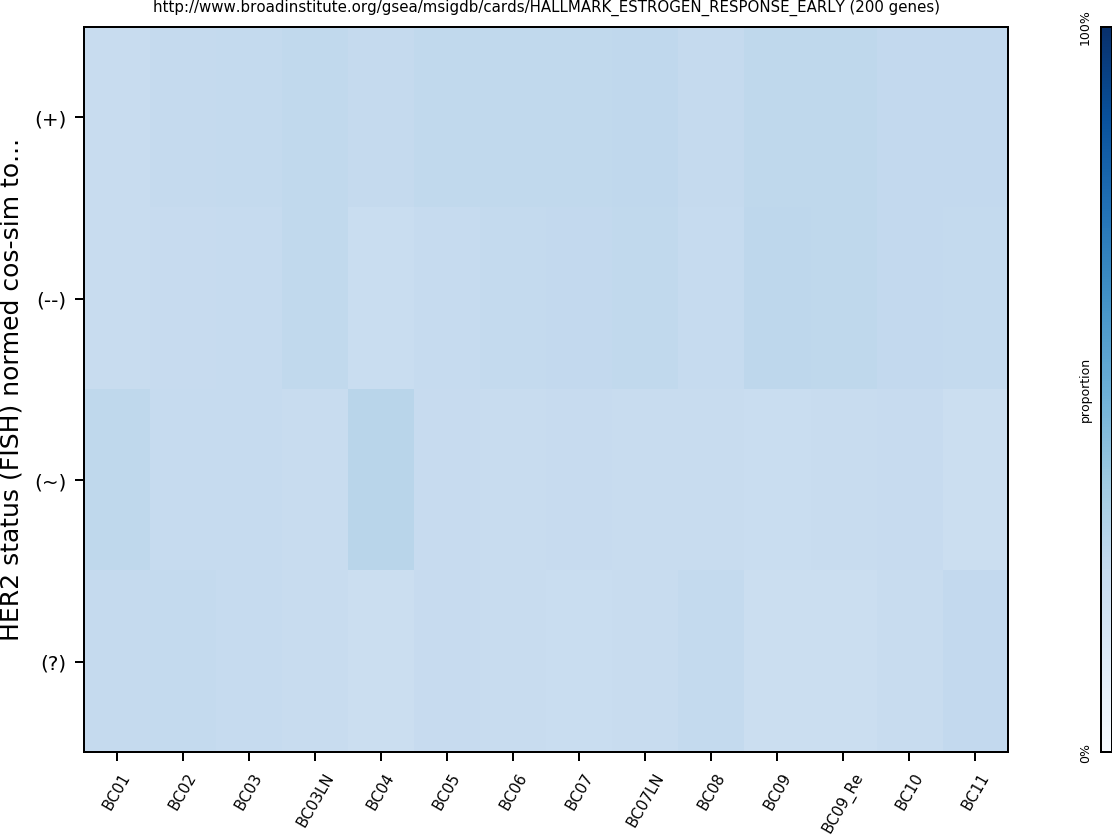 http://www.broadinstitute.org/gsea/msigdb/cards/HALLMARK_ESTROGEN_RESPONSE_EARLY (200 genes)
HER2 status (FISH) normed cos-sim to...
(+)
(--)
(~)
(?)
BC01
BC02
BC03
BC03LN
BC04
BC05
BC06
BC07
BC07LN
BC08
BC09
BC09_Re
BC10
BC11
100%
proportion
0%